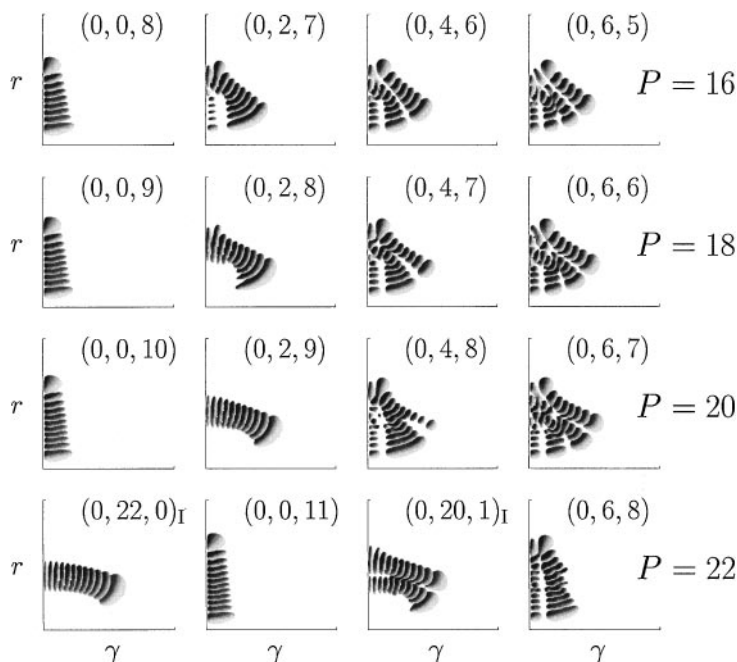 (0, 0, 8) (0, 2, 7) (0, 4, 6) (0, 6, 5)
r P = 16
(0, 0, 9) (0, 2, 8) (0, 4, 7) (0, 6, 6)
r P = 18
(0, 0, 10) (0, 2, 9) (0, 4, 8) (0, 6, 7)
r P = 20
(0, 22, 0)I (0, 0, 11) (0, 20, 1)I (0, 6, 8)
r P = 22
γ γ γ γ